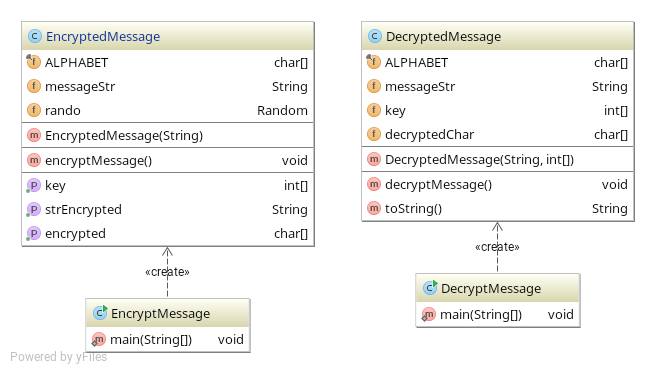 EncryptedMessage
ALPHABET char[]
messageStr String
rando Random
EncryptedMessage(String)
encryptMessage() void
key int[]
strEncrypted String
encrypted char[]
«create»
EncryptMessage
main(String[]) void
DecryptedMessage
ALPHABET char[]
messageStr String
key int[]
decryptedChar char[]
DecryptedMessage(String, int[])
decryptMessage() void
toString() String
«create»
DecryptMessage
main(String[]) void
Powered by yFiles